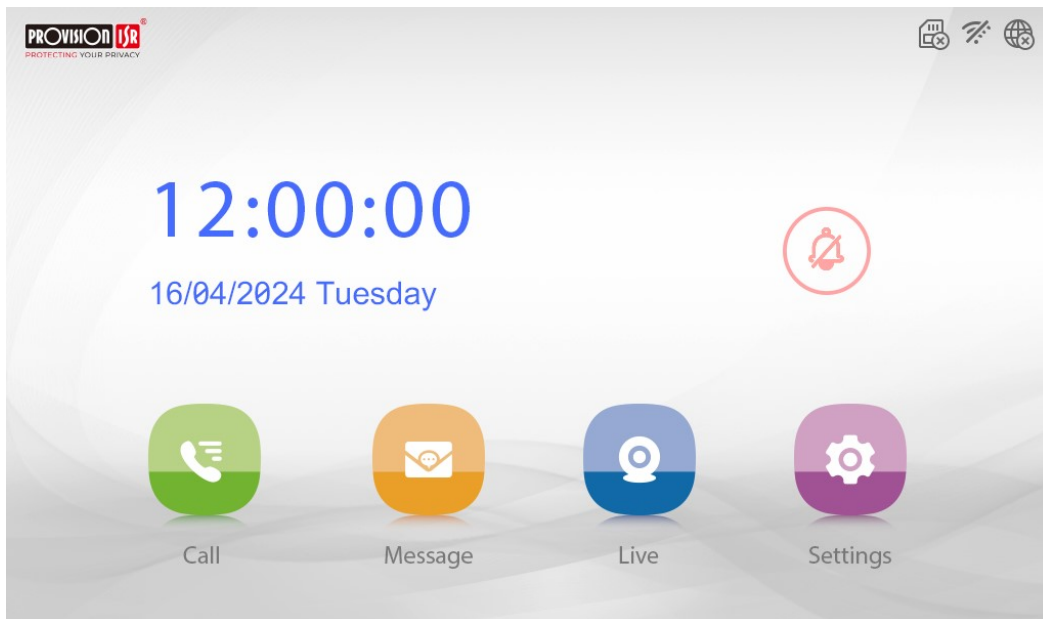 PROVISION ISR®
PROTECTING YOUR PRIVACY
12:00:00
16/04/2024 Tuesday
Call
Message
Live
Settings